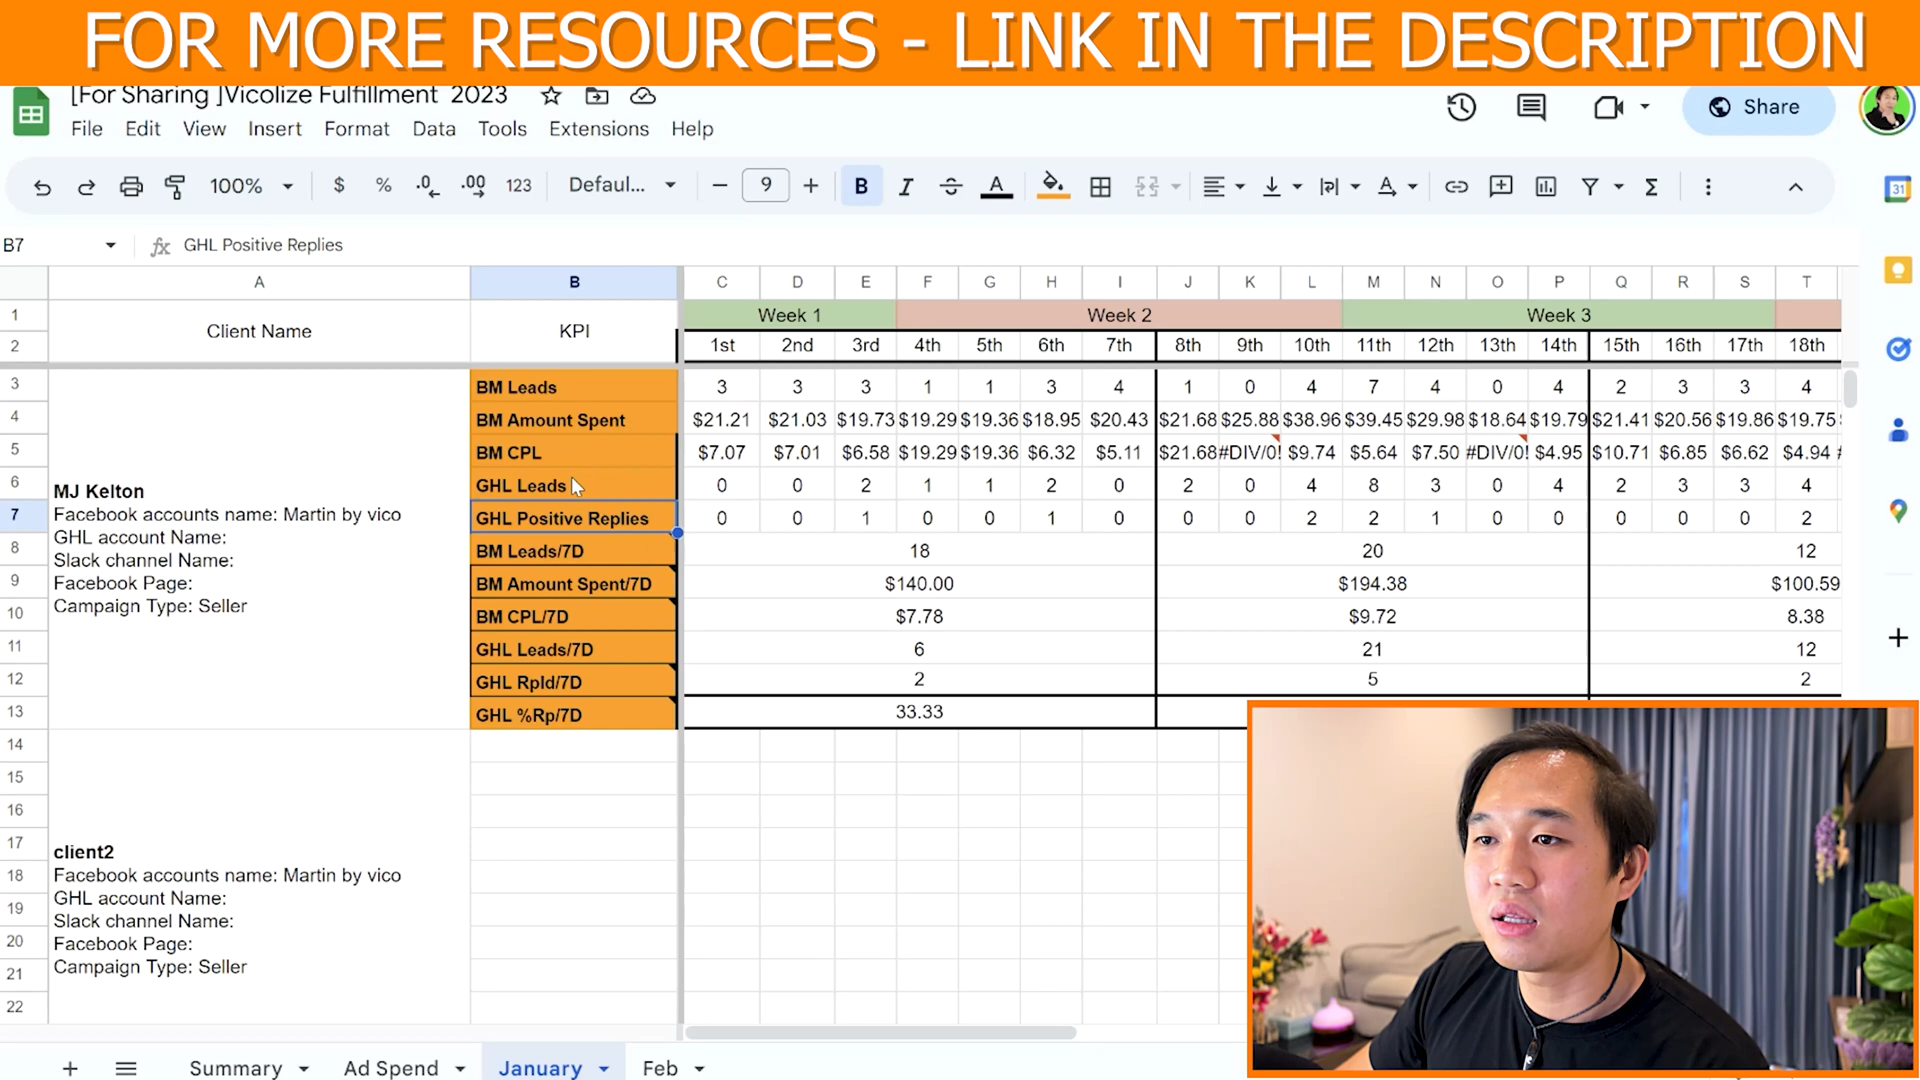 FOR MORE RESOURCES - LINK IN THE DESCRIPTION
[For Sharing ]Vicolize Fulfillment 2023
File Edit View Insert Format Data Tools Extensions Help
Share
100% $ % .0 .00 123 Defaul... 9 B I A
31
B7 fx GHL Positive Replies
A B C D E F G H I J K L M N O P Q R S T
1 Client Name KPI Week 1 Week 2 Week 3
2 1st 2nd 3rd 4th 5th 6th 7th 8th 9th 10th 11th 12th 13th 14th 15th 16th 17th 18th
3 BM Leads 3 3 3 1 1 3 4 1 0 4 7 4 0 4 2 3 3 4
4 BM Amount Spent $21.21 $21.03 $19.73 $19.29 $19.36 $18.95 $20.43 $21.68 $25.88 $38.96 $39.45 $29.98 $18.64 $19.79 $21.41 $20.56 $19.86 $19.75
5 BM CPL $7.07 $7.01 $6.58 $19.29 $19.36 $6.32 $5.11 $21.68 #DIV/0! $9.74 $5.64 $7.50 #DIV/0! $4.95 $10.71 $6.85 $6.62 $4.94 #
6 GHL Leads 0 0 2 1 1 2 0 2 0 4 8 3 0 4 2 3 3 4
MJ Kelton
7 GHL Positive Replies 0 0 1 0 0 1 0 0 0 2 2 1 0 0 0 0 0 2
Facebook accounts name: Martin by vico
GHL account Name:
8 BM Leads/7D 18 20 12
Slack channel Name:
9 BM Amount Spent/7D $140.00 $194.38 $100.59
Facebook Page:
10 BM CPL/7D $7.78 $9.72 8.38
Campaign Type: Seller
11 GHL Leads/7D 6 21 12
12 GHL Rpld/7D 2 5 2
13 GHL %Rp/7D 33.33
14
15
16
17
client2
18
Facebook accounts name: Martin by vico
GHL account Name:
19
Slack channel Name:
20
Facebook Page:
21
Campaign Type: Seller
22
Summary Ad Spend January Feb